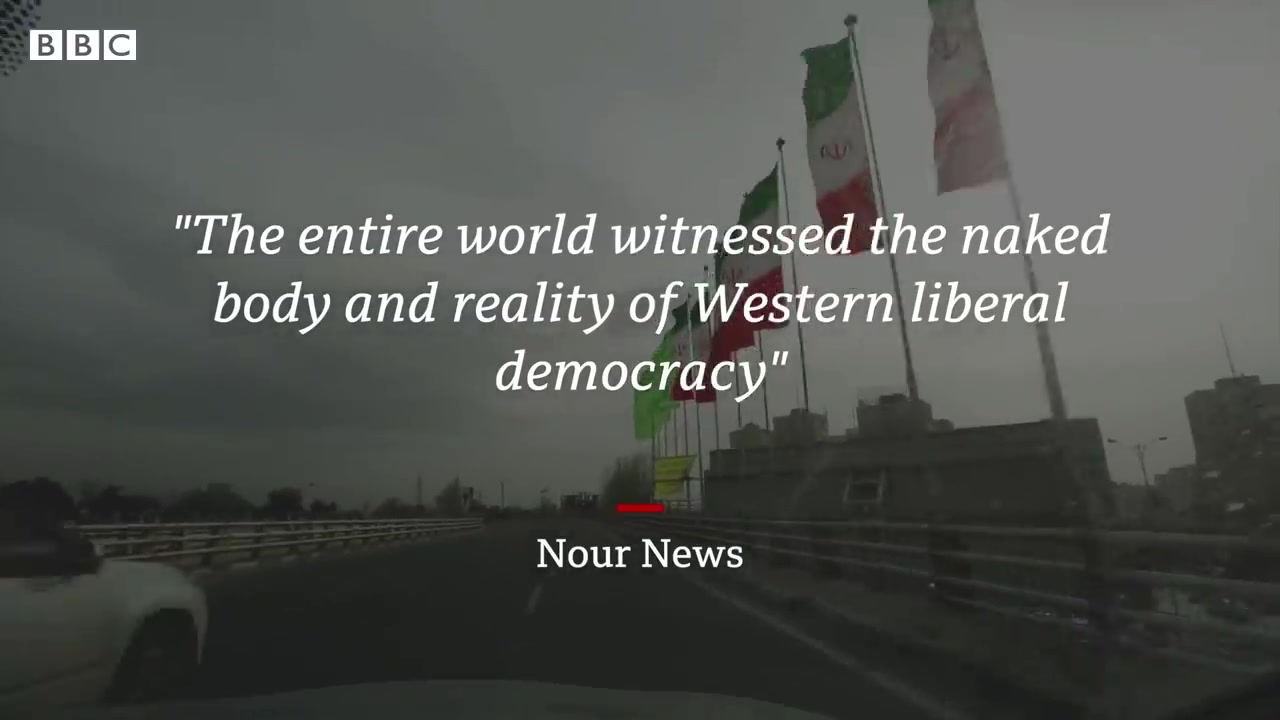 BBC
"The entire world witnessed the naked
body and reality of Western liberal
democracy"
Nour News